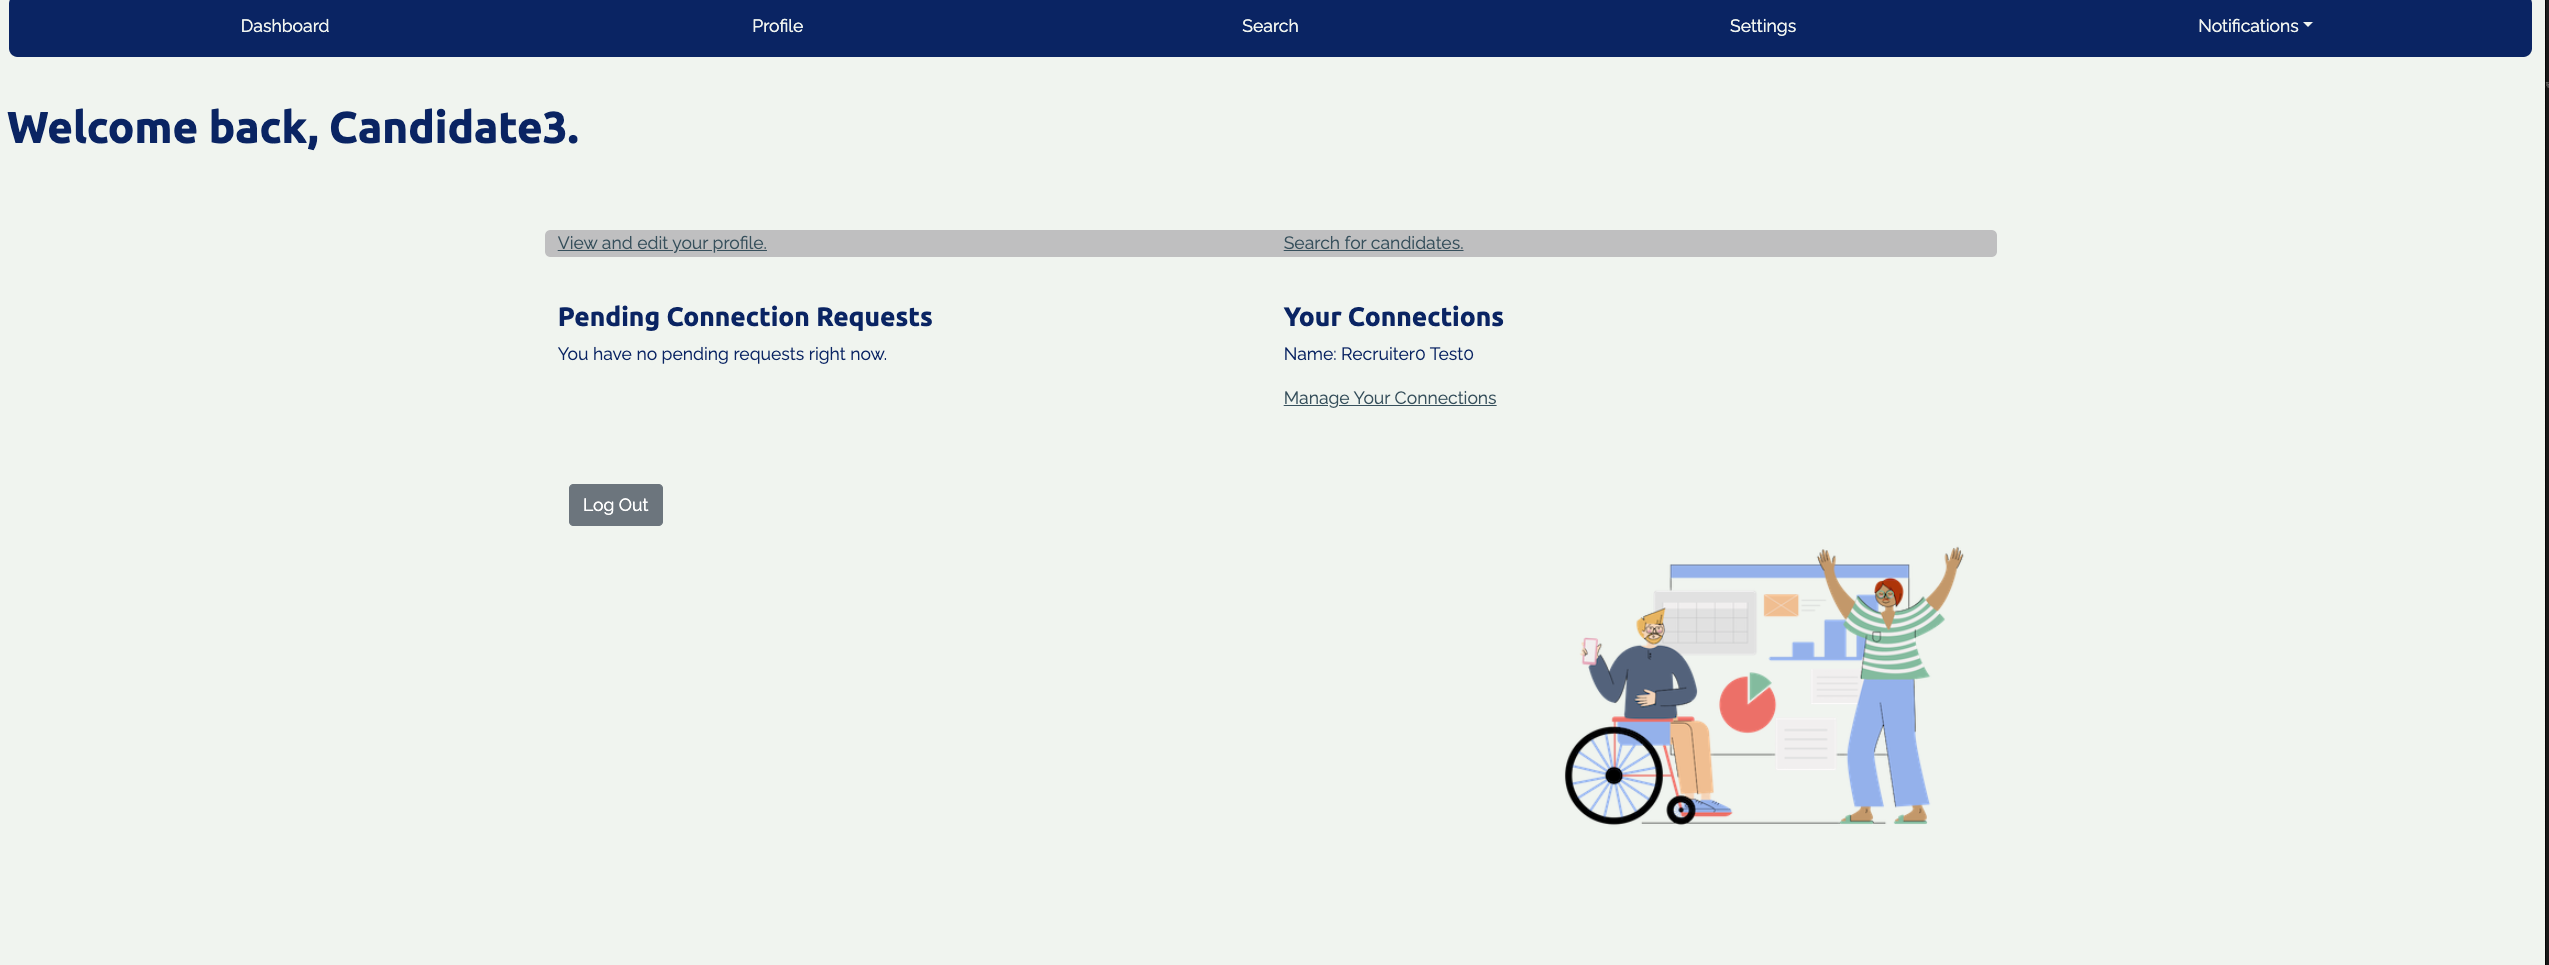 Dashboard Profile Search Settings Notifications
Welcome back, Candidate3.
View and edit your profile. Search for candidates.
Pending Connection Requests
You have no pending requests right now.
Your Connections
Name: Recruiter0 Test0
Manage Your Connections
Log Out